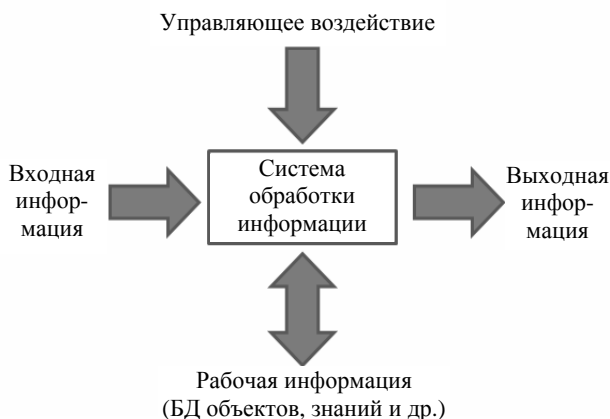 Управляющее воздействие
Входная
инфор-
мация
Система
обработки
информации
Выходная
инфор-
мация
Рабочая информация
(БД объектов, знаний и др.)